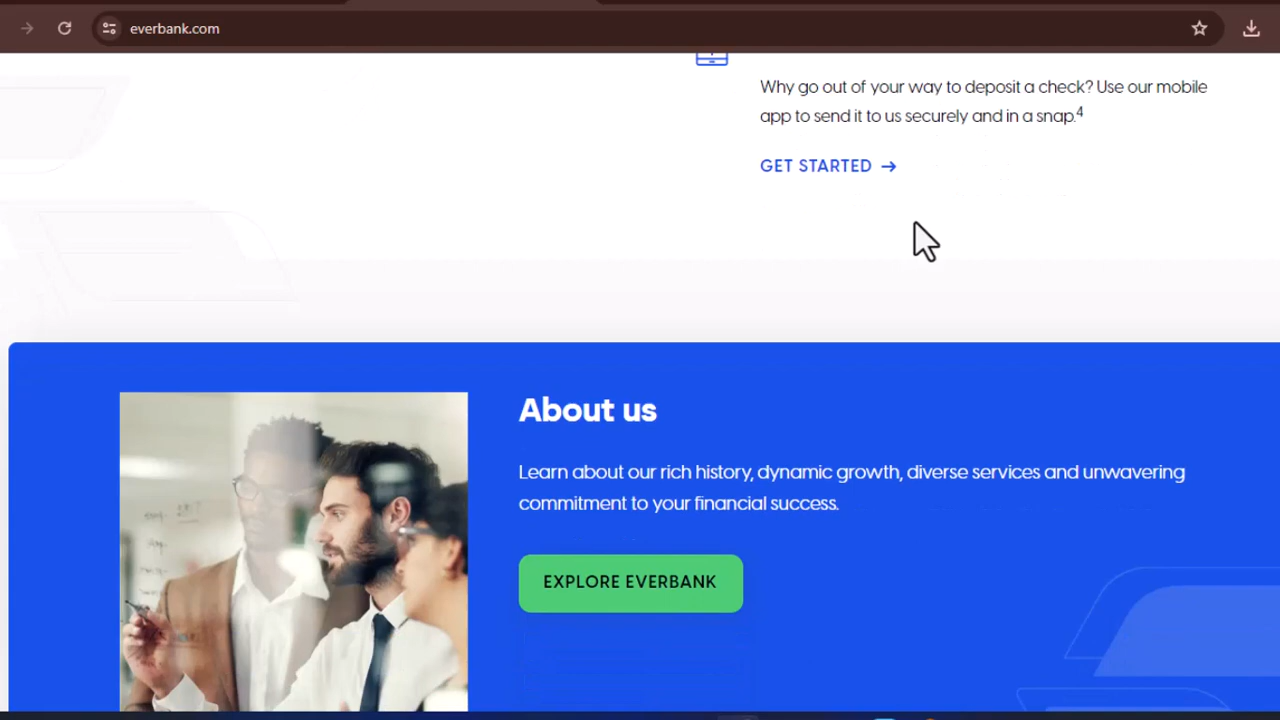 everbank.com
Why go out of your way to deposit a check? Use our mobile
app to send it to us securely and in a snap.4
GET STARTED →
About us
Learn about our rich history, dynamic growth, diverse services and unwavering
commitment to your financial success.
EXPLORE EVERBANK